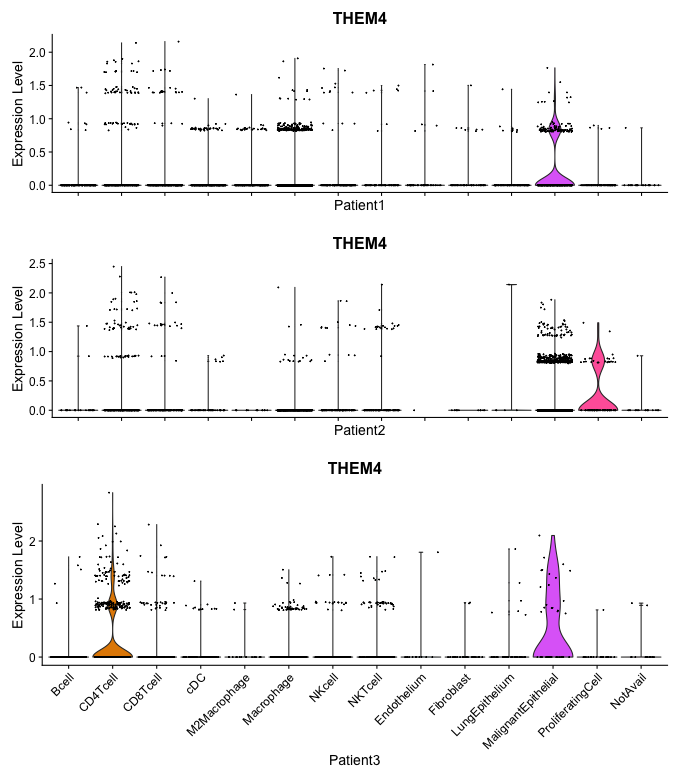 THEM4
Expression Level
2.0
1.5
1.0
0.5
0.0
Patient1
THEM4
Expression Level
2.5
2.0
1.5
1.0
0.5
0.0
Patient2
THEM4
Expression Level
2
1
0
Bcell
CD4Tcell
CD8Tcell
cDC
M2Macrophage
Macrophage
NKcell
NKTcell
Endothelium
Fibroblast
LungEpithelium
MalignantEpithelial
ProliferatingCell
NotAvail
Patient3